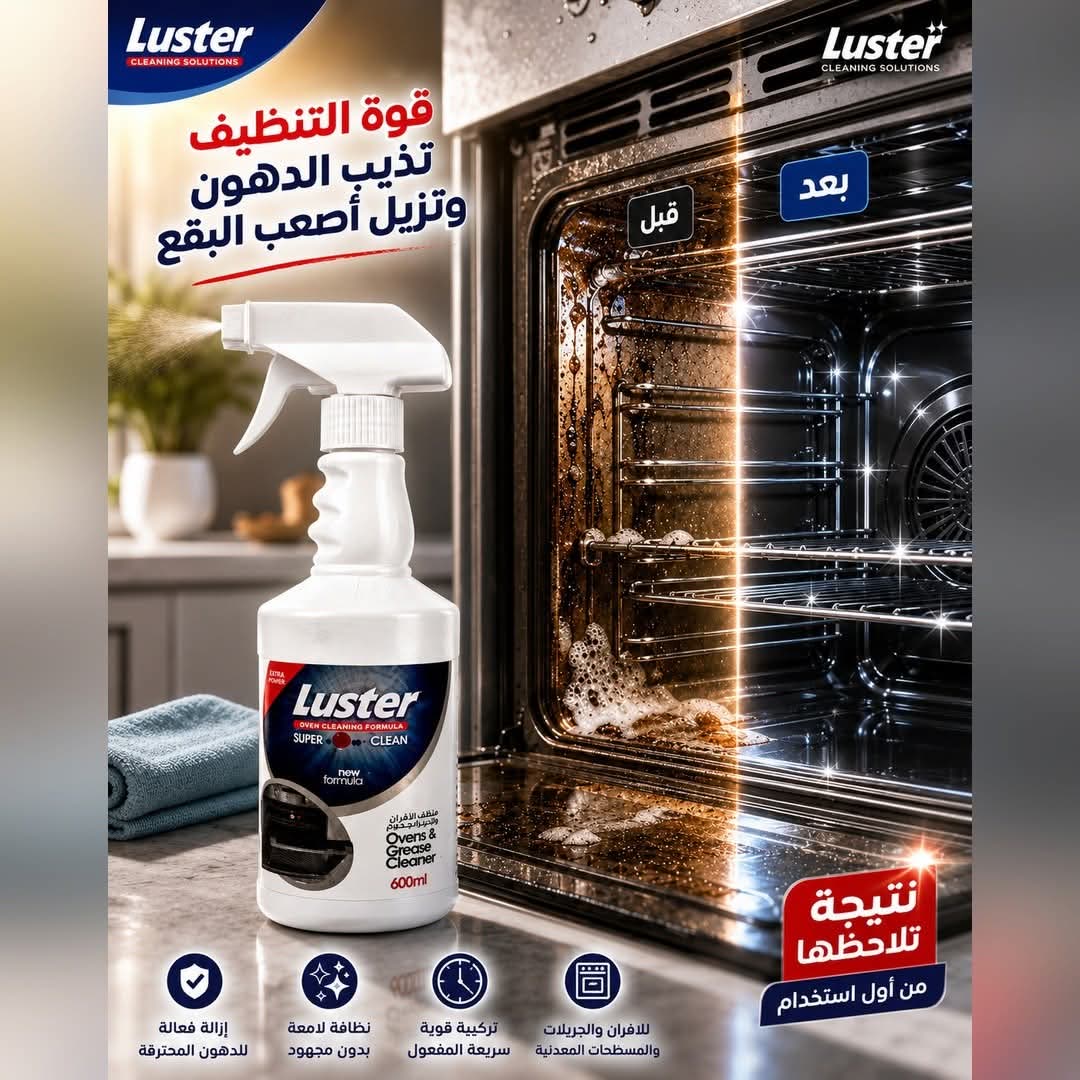 Luster
CLEANING SOLUTIONS
Luster
CLEANING SOLUTIONS
قوة التنظيف
تذيب الدهون
وتزيل أصعب البقع
قبل
بعد
EXTRA
POWER
Luster
OVEN CLEANING FORMULA
SUPER CLEAN
new
formula
منظف الأفران
Ovens &
Grease
Cleaner
600ml
نتيجة
تلاحظها
من أول استخدام
إزالة فعالة
للدهون المحترقة
نظافة لامعة
بدون مجهود
تركيبة قوية
سريعة المفعول
للافران والجريلات
والمسطحات المعدنية